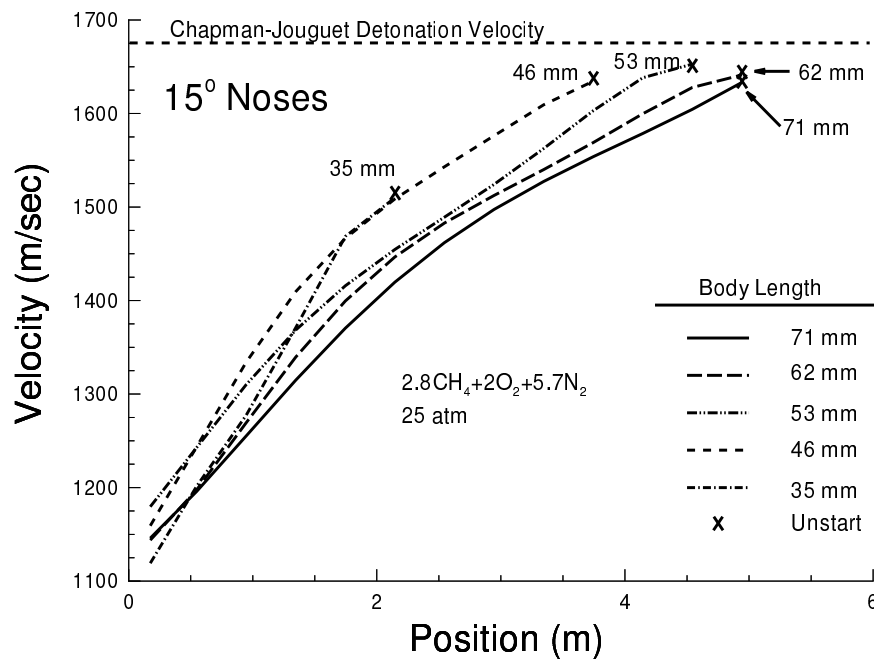 Chapman-Jouguet Detonation Velocity
15° Noses
35 mm
46 mm
53 mm
62 mm
71 mm
1700
1600
1500
1400
1300
1200
1100
Velocity (m/sec)
2.8CH₄+2O₂+5.7N₂
25 atm
Body Length
71 mm
62 mm
53 mm
46 mm
35 mm
x Unstart
0
2
4
6
Position (m)